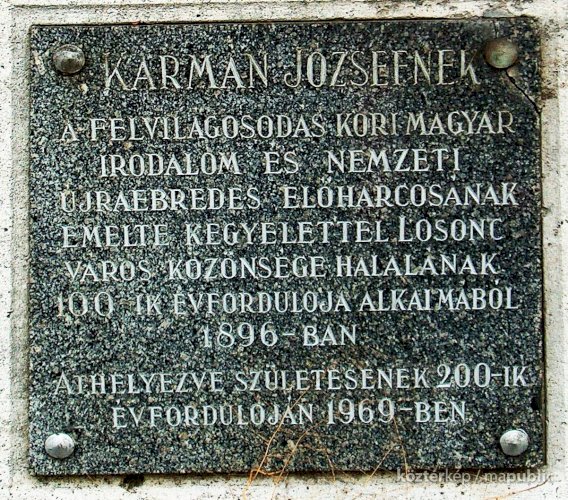 KÁRMÁN JÓZSEFNEK
A FELVILÁGOSODÁS KORI MAGYAR
IRODALOM ÉS NEMZETI
ÚJRAÉBREDÉS ELŐHARCOSÁNAK
EMELTE KEGYELETTEL LOSONC
VÁROS KÖZÖNSÉGE HALÁLÁNAK
100-IK ÉVFORDULÓJA ALKALMÁBÓL
1896-BAN
ÁTHELYEZVE SZÜLETÉSÉNEK 200-IK
ÉVFORDULÓJÁN 1969-BEN
köztérkép / mapublic